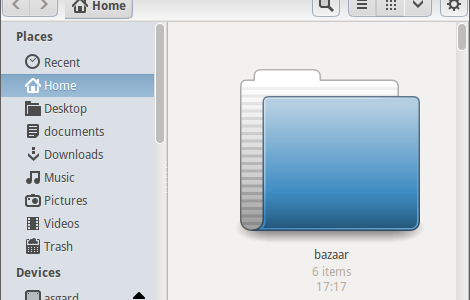 Home
Places
Recent
Home
Desktop
documents
Downloads
Music
Pictures
Videos
Trash
Devices
asgard
bazaar
6 items
17:17